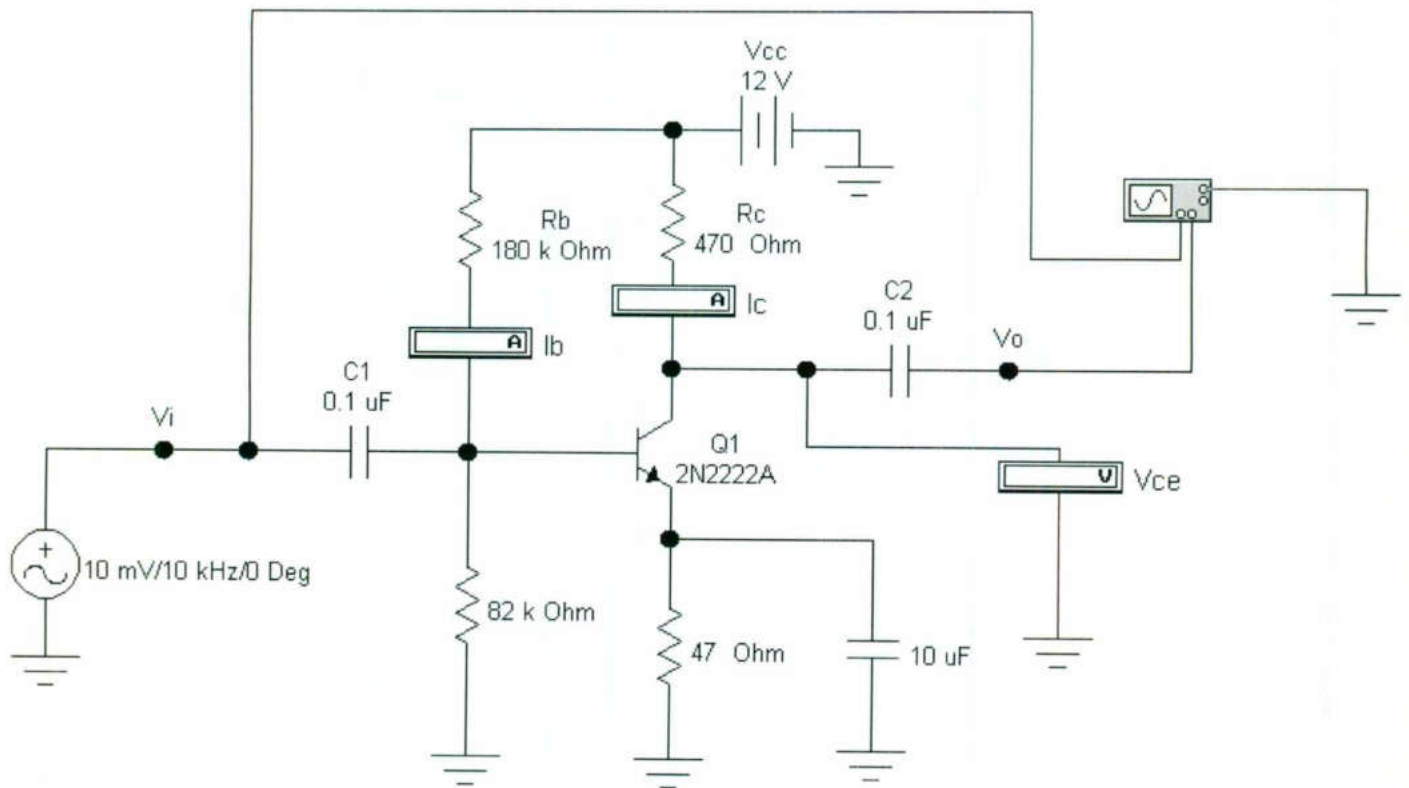 Vcc
12 V
Rb
180 k Ohm
Rc
470 Ohm
A
Ic
A
Ib
C2
0.1 uF
Vo
C1
0.1 uF
Vi
Q1
2N2222A
V
Vce
10 mV/10 kHz/0 Deg
82 k Ohm
47 Ohm
10 uF